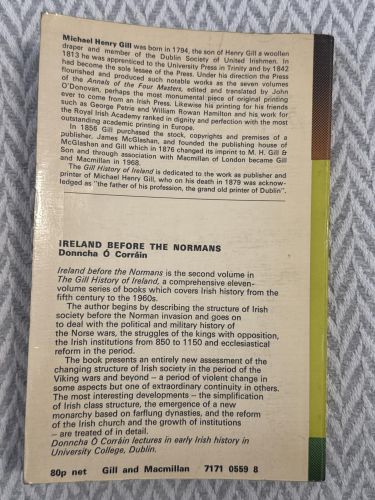 Michael Henry Gill was born in 1794, the son of Henry Gill a woollen
draper and member of the Dublin Society of United Irishmen. In
1813 he was apprenticed to the University Press in Trinity and by 1842
had become the sole lessee of the Press. Under his direction the Press
flourished and produced such notable works as the seven volumes
of the Annals of the Four Masters, edited and translated by John
O'Donovan, perhaps the most monumental piece of original printing
ever to come from an Irish Press. Likewise his printing for his friends
such as George Petrie and William Rowan Hamilton and his work for
the Royal Irish Academy ranked in dignity and perfection with the most
outstanding academic printing in Europe.
In 1856 Gill purchased the stock, copyrights and premises of a
publisher, James McGlashan, and founded the publishing house of
McGlashan and Gill which in 1876 changed its imprint to M. H. Gill &
Son and through association with Macmillan of London became Gill
and Macmillan in 1968.
The Gill History of Ireland is dedicated to the work as publisher and
printer of Michael Henry Gill, who on his death in 1879 was acknow-
ledged as "the father of his profession, the grand old printer of Dublin".
IRELAND BEFORE THE NORMANS
Donncha Ó Corráin
Ireland before the Normans is the second volume in
The Gill History of Ireland, a comprehensive eleven-
volume series of books which covers Irish history from the
fifth century to the 1960s.
The author begins by describing the structure of Irish
society before the Norman invasion and goes on
to deal with the political and military history of
the Norse wars, the struggles of the kings with opposition,
the Irish institutions from 850 to 1150 and ecclesiastical
reform in the period.
The book presents an entirely new assessment of the
changing structure of Irish society in the period of the
Viking wars and beyond – a period of violent change in
some aspects but one of extraordinary continuity in others.
The most interesting developments – the simplification
of Irish class structure, the emergence of a new
monarchy based on farflung dynasties, and the reform
of the Irish church and the growth of institutions
– are treated of in detail.
Donncha Ó Corráin lectures in early Irish history in
University College, Dublin.
80p net Gill and Macmillan 7171 0559 8